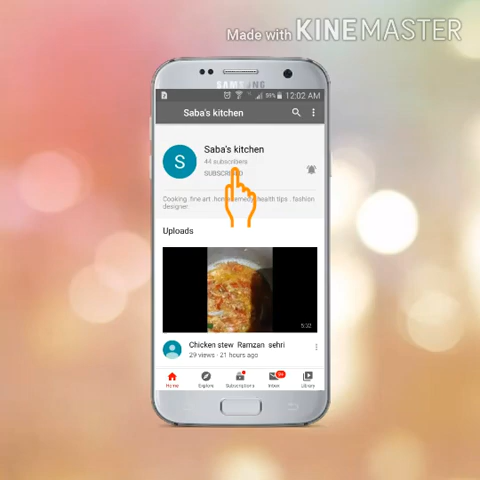 Made with KINEMASTER
SAMSUNG
12:02 AM
Saba's kitchen
S
Saba's kitchen
44 subscribers
SUBSCRIBED
Cooking. fine art. home remedy. health tips . fashion
designer
Uploads
5:32
Chicken stew Ramzan sehri
29 views · 21 hours ago
Home
Explore
Subscriptions
Inbox
Library